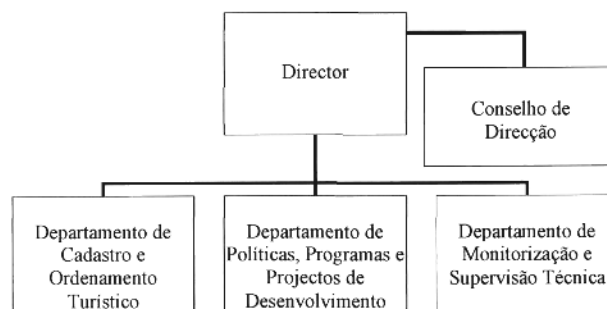 Director
Conselho de
Direcção
Departamento de
Cadastro e
Ordenamento
Turístico
Departamento de
Políticas, Programas e
Projectos de
Desenvolvimento
Departamento de
Monitorização e
Supervisão Técnica